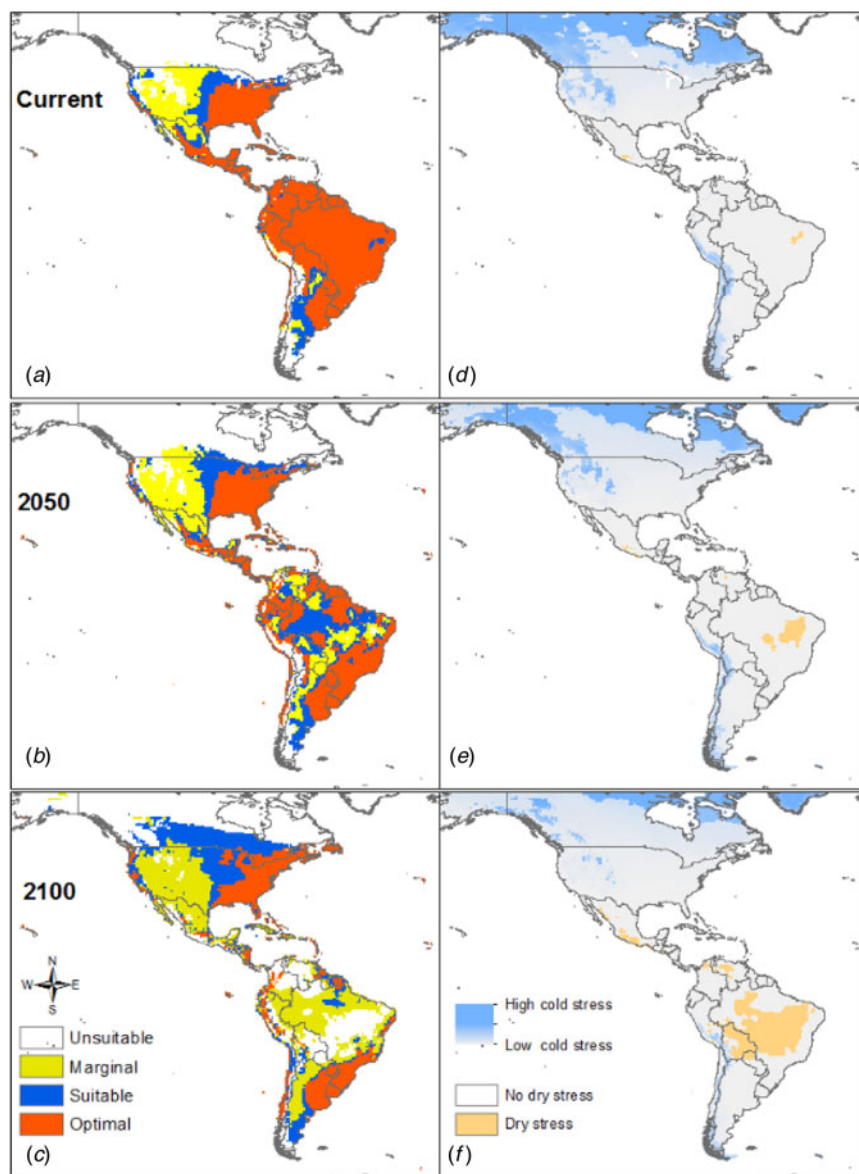 Current
(a)
(d)
2050
(b)
(e)
2100
N
W E
S
Unsuitable
Marginal
Suitable
Optimal
(c)
High cold stress
Low cold stress
No dry stress
Dry stress
(f)